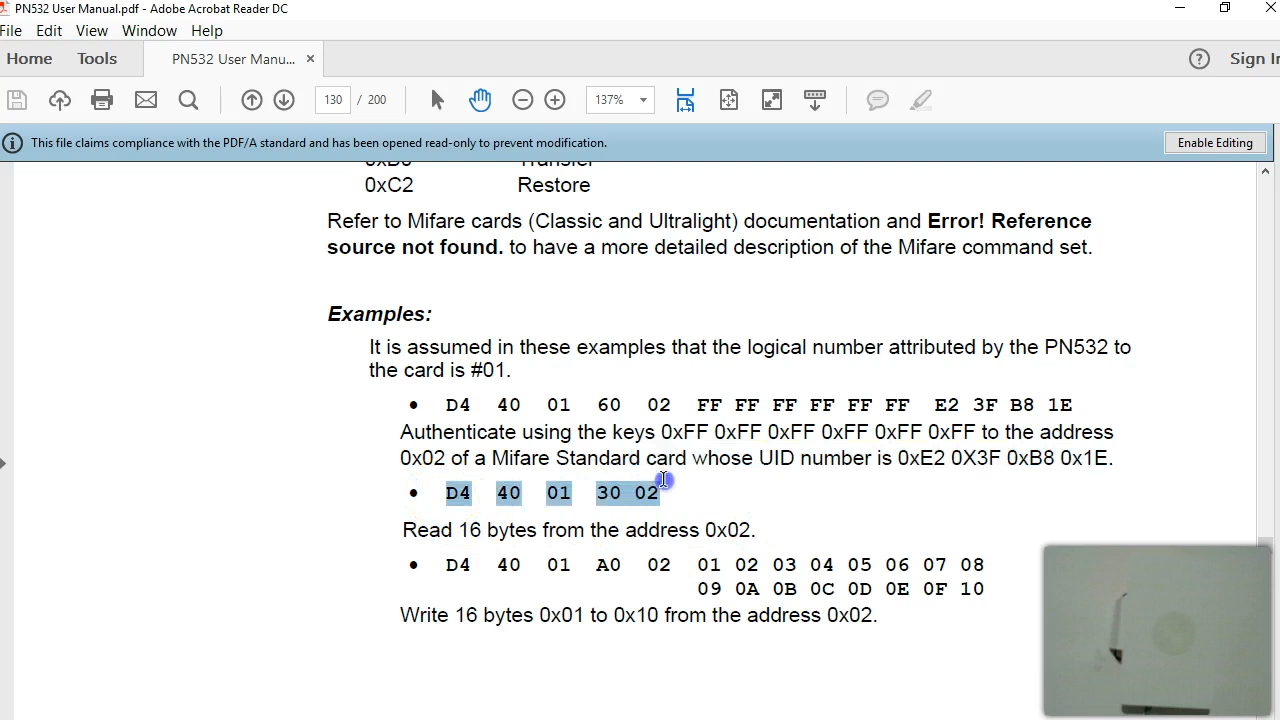 PN532 User Manual.pdf - Adobe Acrobat Reader DC
File Edit View Window Help
Home Tools PN532 User Manu... × ? Sign In
130 / 200 137%
i This file claims compliance with the PDF/A standard and has been opened read-only to prevent modification. Enable Editing
0xB0 Transfer
0xC2 Restore
Refer to Mifare cards (Classic and Ultralight) documentation and Error! Reference
source not found. to have a more detailed description of the Mifare command set.
Examples:
It is assumed in these examples that the logical number attributed by the PN532 to
the card is #01.
• D4 40 01 60 02 FF FF FF FF FF FF E2 3F B8 1E
Authenticate using the keys 0xFF 0xFF 0xFF 0xFF 0xFF 0xFF to the address
0x02 of a Mifare Standard card whose UID number is 0xE2 0X3F 0xB8 0x1E.
• D4 40 01 30 02
Read 16 bytes from the address 0x02.
• D4 40 01 A0 02 01 02 03 04 05 06 07 08
09 0A 0B 0C 0D 0E 0F 10
Write 16 bytes 0x01 to 0x10 from the address 0x02.